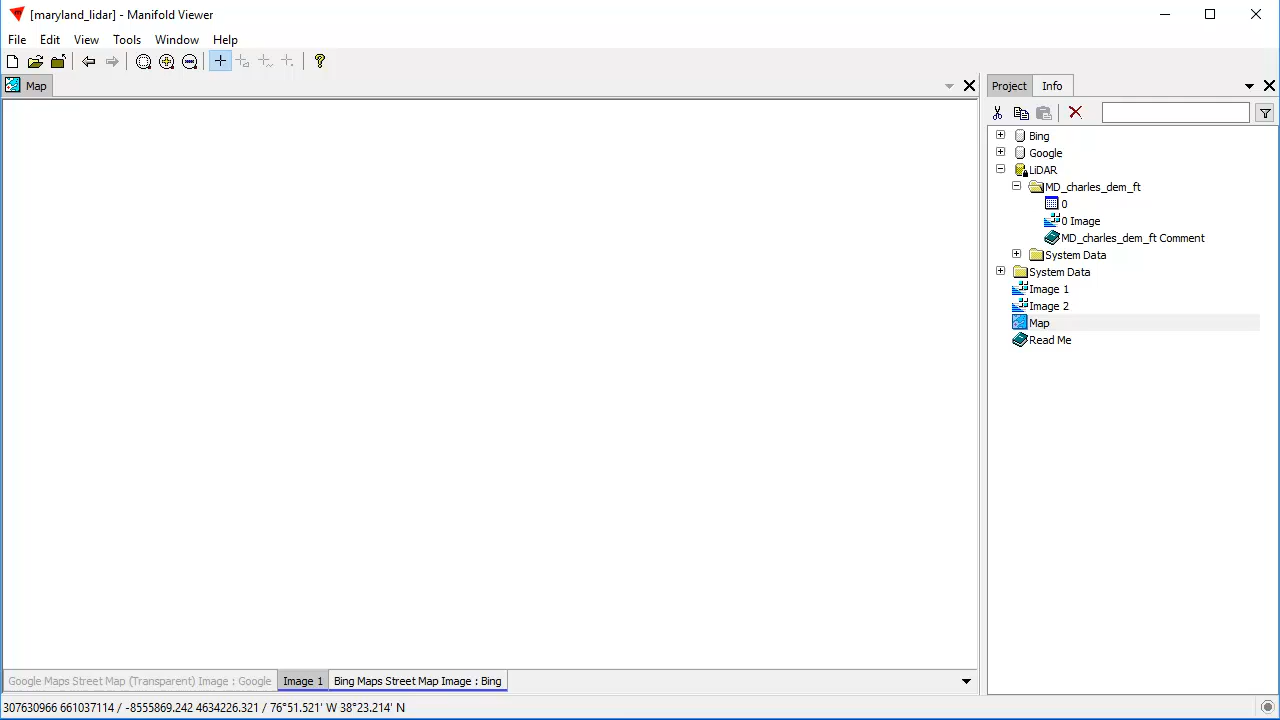 [maryland_lidar] - Manifold Viewer
File Edit View Tools Window Help
Map
Project Info
Bing
Google
LiDAR
MD_charles_dem_ft
0
0 Image
MD_charles_dem_ft Comment
System Data
System Data
Image 1
Image 2
Map
Read Me
Google Maps Street Map (Transparent) Image : Google Image 1 Bing Maps Street Map Image : Bing
307630966 661037114 / -8555869.242 4634226.321 / 76°51.521' W 38°23.214' N